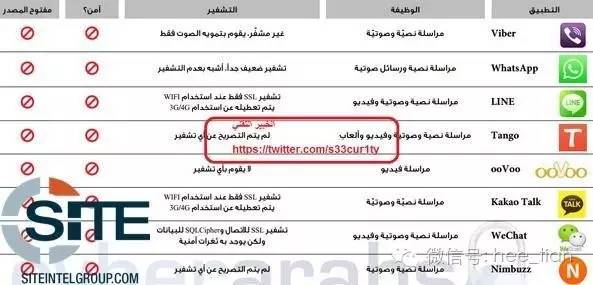 التطبيق الوظيفة التشفير آمن؟ مفتوح المصدر
Viber مراسلة نصيّة وصوتيّة غير مشفّر، يقوم بتمويه الصوت فقط
WhatsApp مراسلة نصية ورسائل صوتية تشفير ضعيف جداً، أشبه بعدم التشفير
LINE مراسلة نصيّة وصوتية وفيديو تشفير SSL فقط عند استخدام WIFI
يتم تعطيله عن استخدام 3G/4G
الخبير التقني
Tango مراسلة نصية وصوتية وفيديو وألعاب لم يتم التصريح عن أي تشفير
https://twitter.com/s33cur1ty
ooVoo مراسلة فيديو لا يقوم بأي تشفير
ooVoo
Kakao Talk مراسلة نصيّة وصوتيّة تشفير SSL فقط عند استخدام WIFI
يتم تعطيله عن استخدام 3G/4G
TALK
WeChat مراسلة نصية وصوتية وفيديو تشفير SSL للاتصال وSQLCipher للبيانات
ولكن يوجد به ثغرات أمنية
Nimbuzz مراسلة نصية وصوتية لم يتم التصريح عن أي تشفير
SITE
SITEINTELGROUP.COM
微信号: hee_tian